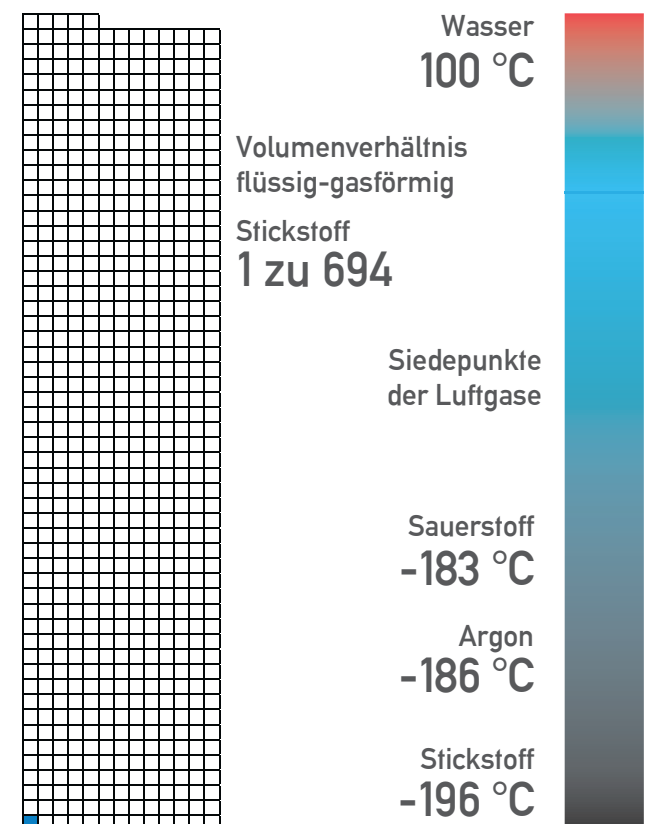 Wasser
100 °C
Volumenverhältnis
flüssig-gasförmig
Stickstoff
1 zu 694
Siedepunkte
der Luftgase
Sauerstoff
-183 °C
Argon
-186 °C
Stickstoff
-196 °C